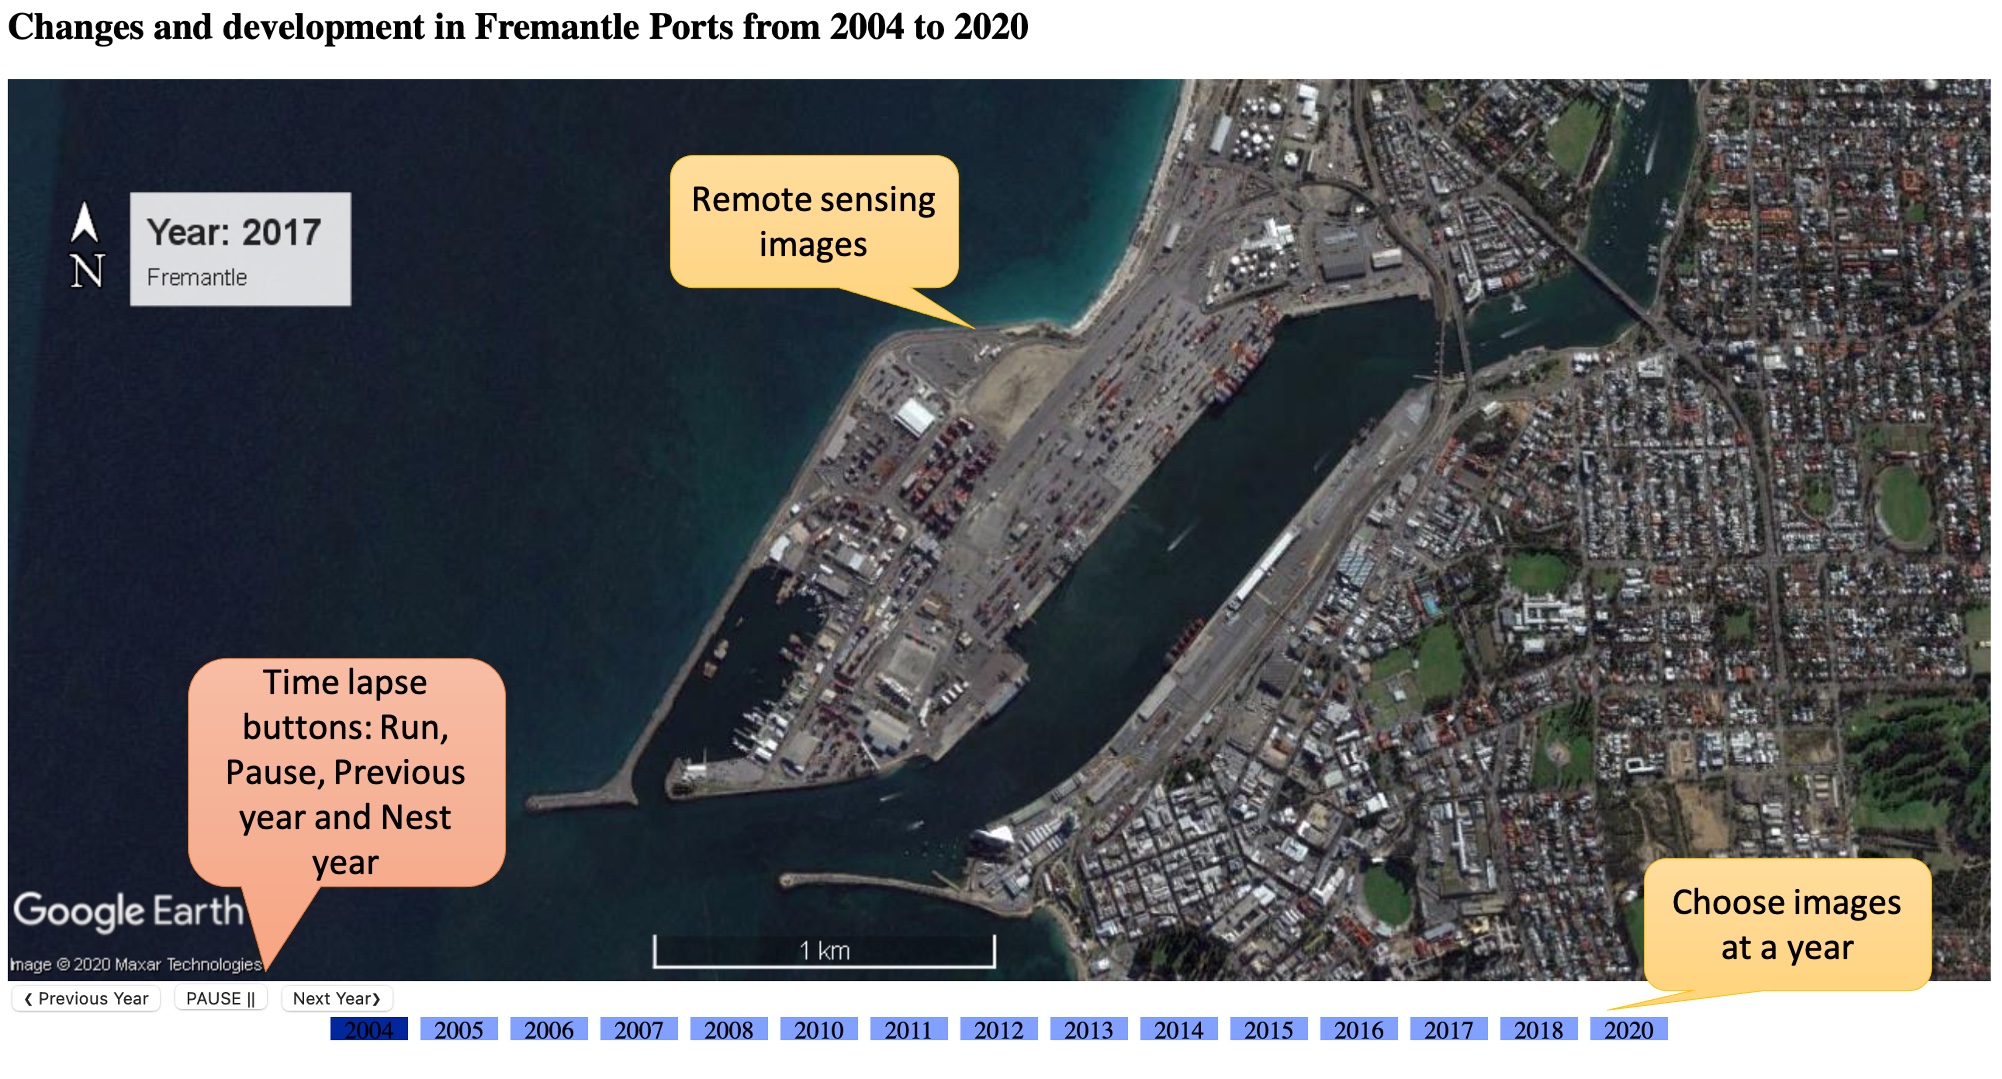 Changes and development in Fremantle Ports from 2004 to 2020
Remote sensing
images
N
Year: 2017
Fremantle
Time lapse
buttons: Run,
Pause, Previous
year and Nest
year
Google Earth
Image © 2020 Maxar Technologies
1 km
Choose images
at a year
❮ Previous Year PAUSE || Next Year❯
2004 2005 2006 2007 2008 2010 2011 2012 2013 2014 2015 2016 2017 2018 2020